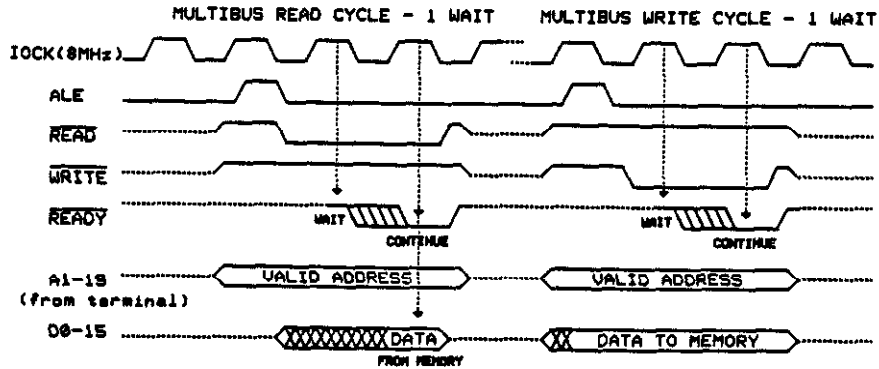 MULTIBUS READ CYCLE - 1 WAIT
MULTIBUS WRITE CYCLE - 1 WAIT
IOCK(8MHz)
ALE
READ
WRITE
READY
WAIT
CONTINUE
WAIT
CONTINUE
A1-19
(from terminal)
VALID ADDRESS
VALID ADDRESS
D0-15
DATA
FROM MEMORY
DATA TO MEMORY